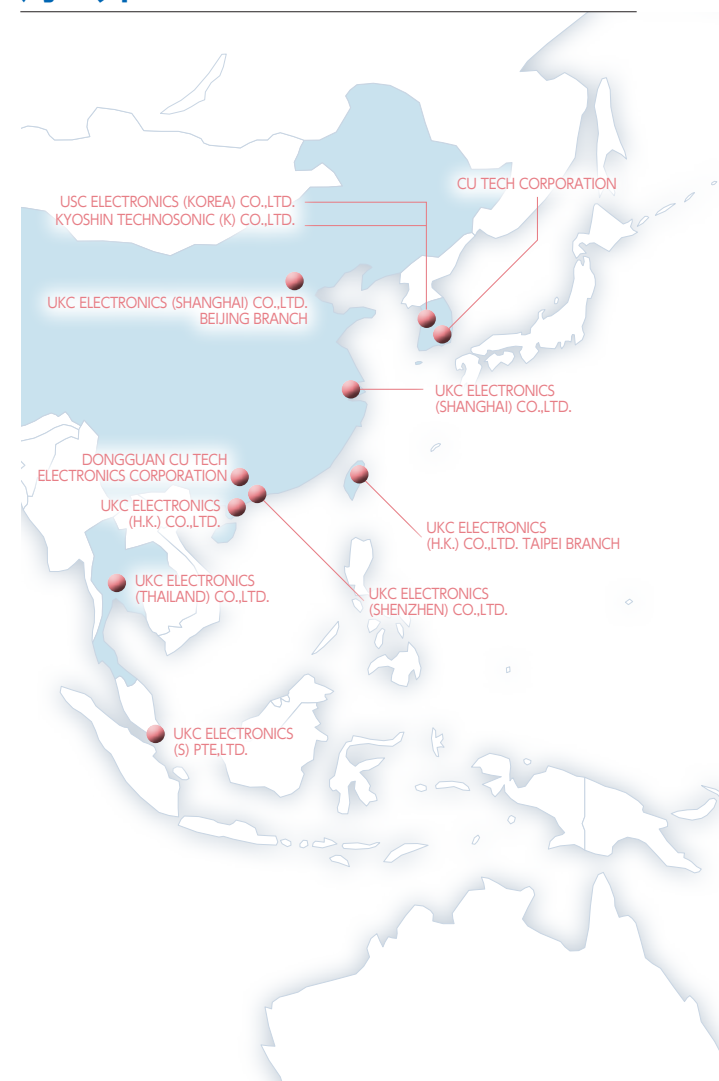 CU TECH CORPORATION
USC ELECTRONICS (KOREA) CO.,LTD.
KYOSHIN TECHNOSONIC (K) CO.,LTD.
UKC ELECTRONICS (SHANGHAI) CO.,LTD.
BEIJING BRANCH
UKC ELECTRONICS
(SHANGHAI) CO.,LTD.
DONGGUAN CU TECH
ELECTRONICS CORPORATION
UKC ELECTRONICS
(H.K.) CO.,LTD.
UKC ELECTRONICS
(H.K.) CO.,LTD. TAIPEI BRANCH
UKC ELECTRONICS
(THAILAND) CO.,LTD.
UKC ELECTRONICS
(SHENZHEN) CO.,LTD.
UKC ELECTRONICS
(S) PTE,LTD.